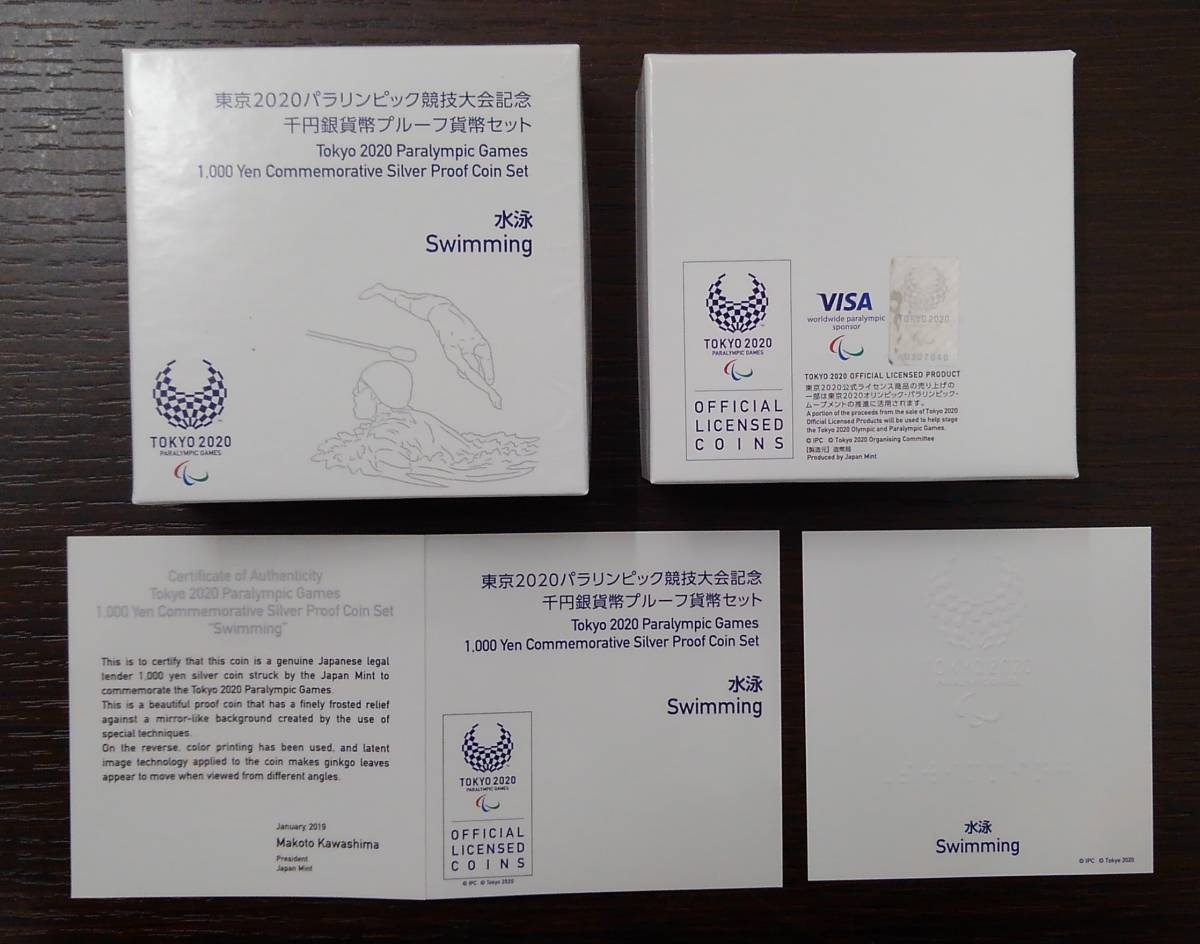 東京2020パラリンピック競技大会記念
千円銀貨幣プルーフ貨幣セット
Tokyo 2020 Paralympic Games
1,000 Yen Commemorative Silver Proof Coin Set
水泳
Swimming
TOKYO 2020
PARALYMPIC GAMES
TOKYO 2020
PARALYMPIC GAMES
OFFICIAL
LICENSED
COINS
VISA
worldwide paralympic
sponsor
TOKYO 2020
TOKYO 2020 OFFICIAL LICENSED PRODUCT
東京2020公式ライセンス商品の売り上げの
一部は東京2020オリンピック・パラリンピック・
ムーブメントの推進に活用されます。
A portion of the proceeds from the sale of Tokyo 2020
Official Licensed Products will be used to help stage
the Tokyo 2020 Olympic and Paralympic Games.
© IPC © Tokyo 2020 Organising Committee
【製造元】造幣局
Produced by Japan Mint
Certificate of Authenticity
Tokyo 2020 Paralympic Games
1,000 Yen Commemorative Silver Proof Coin Set
"Swimming"
This is to certify that this coin is a genuine Japanese legal
tender 1,000 yen silver coin struck by the Japan Mint to
commemorate the Tokyo 2020 Paralympic Games.
This is a beautiful proof coin that has a finely frosted relief
against a mirror-like background created by the use of
special techniques.
On the reverse, color printing has been used, and latent
image technology applied to the coin makes ginkgo leaves
appear to move when viewed from different angles.
January, 2019
Makoto Kawashima
President
Japan Mint
東京2020パラリンピック競技大会記念
千円銀貨幣プルーフ貨幣セット
Tokyo 2020 Paralympic Games
1,000 Yen Commemorative Silver Proof Coin Set
水泳
Swimming
TOKYO 2020
PARALYMPIC GAMES
OFFICIAL
LICENSED
COINS
© IPC © Tokyo 2020
TOKYO 2020
水泳
Swimming
© IPC © Tokyo 2020